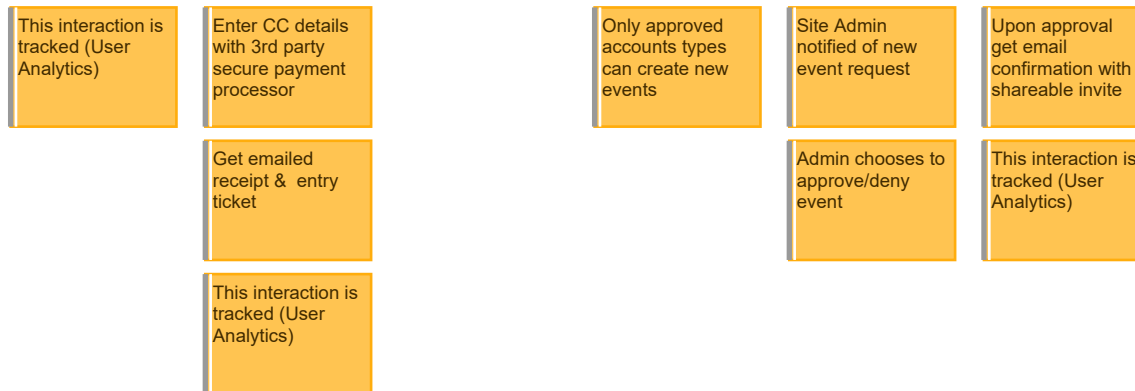 This interaction is
tracked (User
Analytics)
Enter CC details
with 3rd party
secure payment
processor
Only approved
accounts types
can create new
events
Site Admin
notified of new
event request
Upon approval
get email
confirmation with
shareable invite
Get emailed
receipt & entry
ticket
Admin chooses to
approve/deny
event
This interaction is
tracked (User
Analytics)
This interaction is
tracked (User
Analytics)